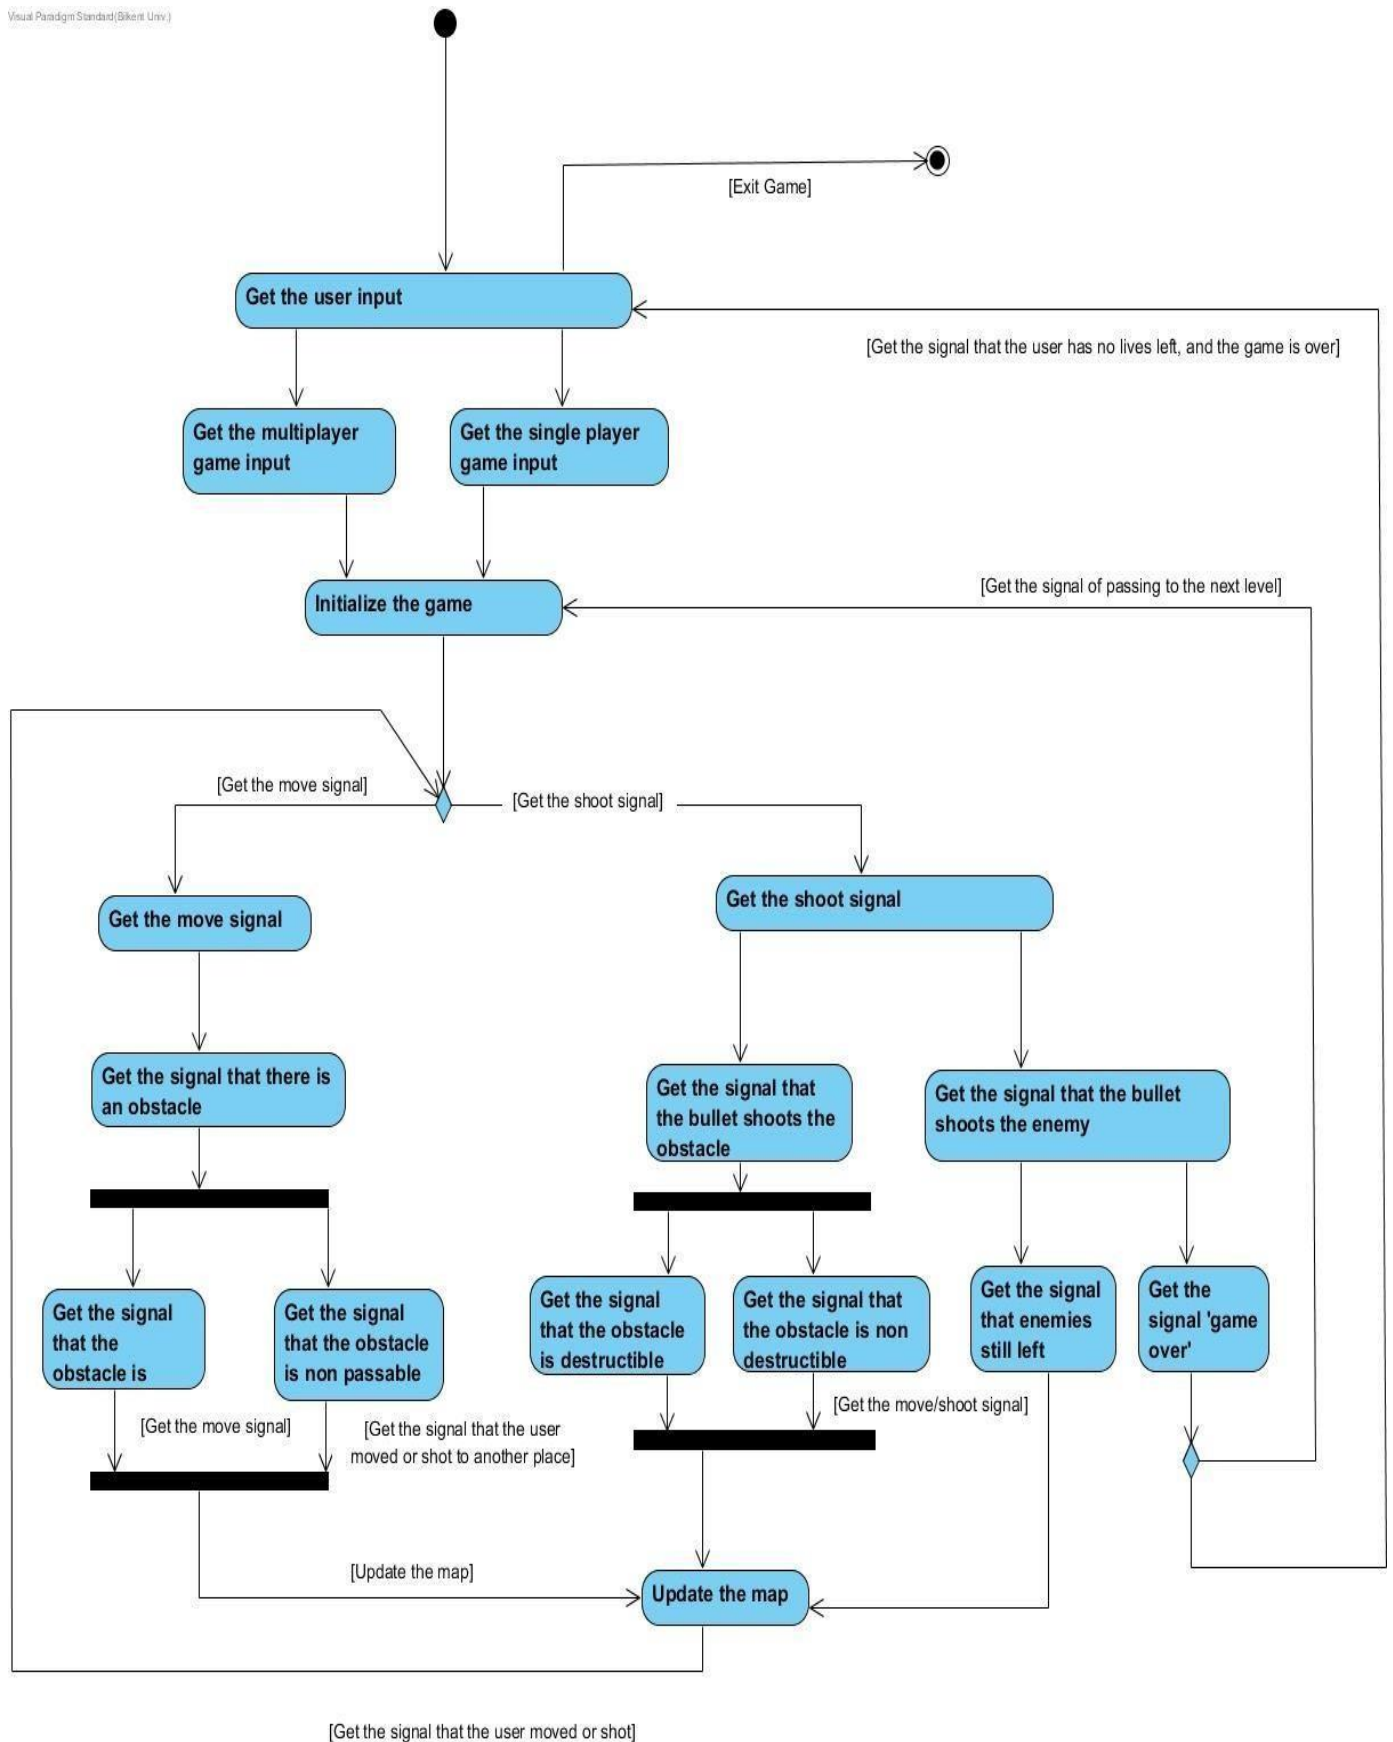 Visual Paradigm Standard(Bilkent Univ.)
[Exit Game]
Get the user input
[Get the signal that the user has no lives left, and the game is over]
Get the multiplayer
game input
Get the single player
game input
[Get the signal of passing to the next level]
Initialize the game
[Get the move signal]
[Get the shoot signal]
Get the move signal
Get the shoot signal
Get the signal that there is
an obstacle
Get the signal that
the bullet shoots the
obstacle
Get the signal that the bullet
shoots the enemy
Get the signal
that the
obstacle is
Get the signal
that the obstacle
is non passable
Get the signal
that the obstacle
is destructible
Get the signal that
the obstacle is non
destructible
Get the signal
that enemies
still left
Get the
signal 'game
over'
[Get the move signal]
[Get the signal that the user
moved or shot to another place]
[Get the move/shoot signal]
[Update the map]
Update the map
[Get the signal that the user moved or shot]